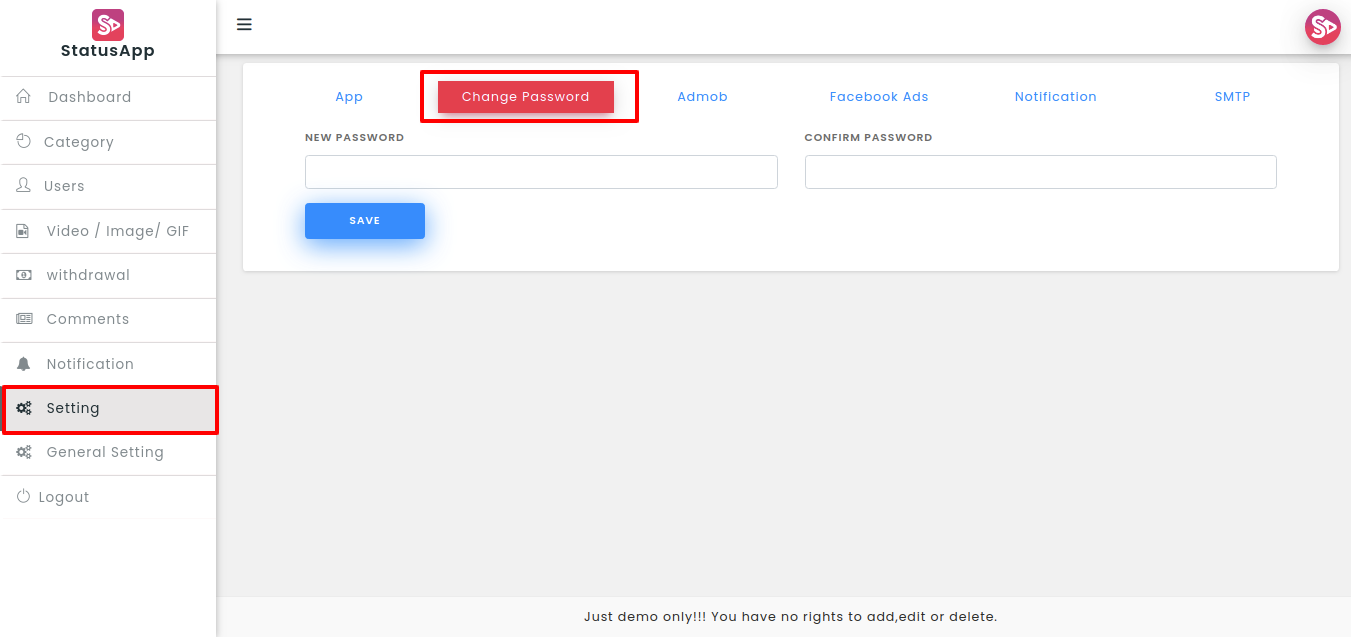 StatusApp
Dashboard
Category
Users
Video / Image/ GIF
withdrawal
Comments
Notification
Setting
General Setting
Logout
App
Change Password
Admob
Facebook Ads
Notification
SMTP
NEW PASSWORD
CONFIRM PASSWORD
SAVE
Just demo only!!! You have no rights to add,edit or delete.